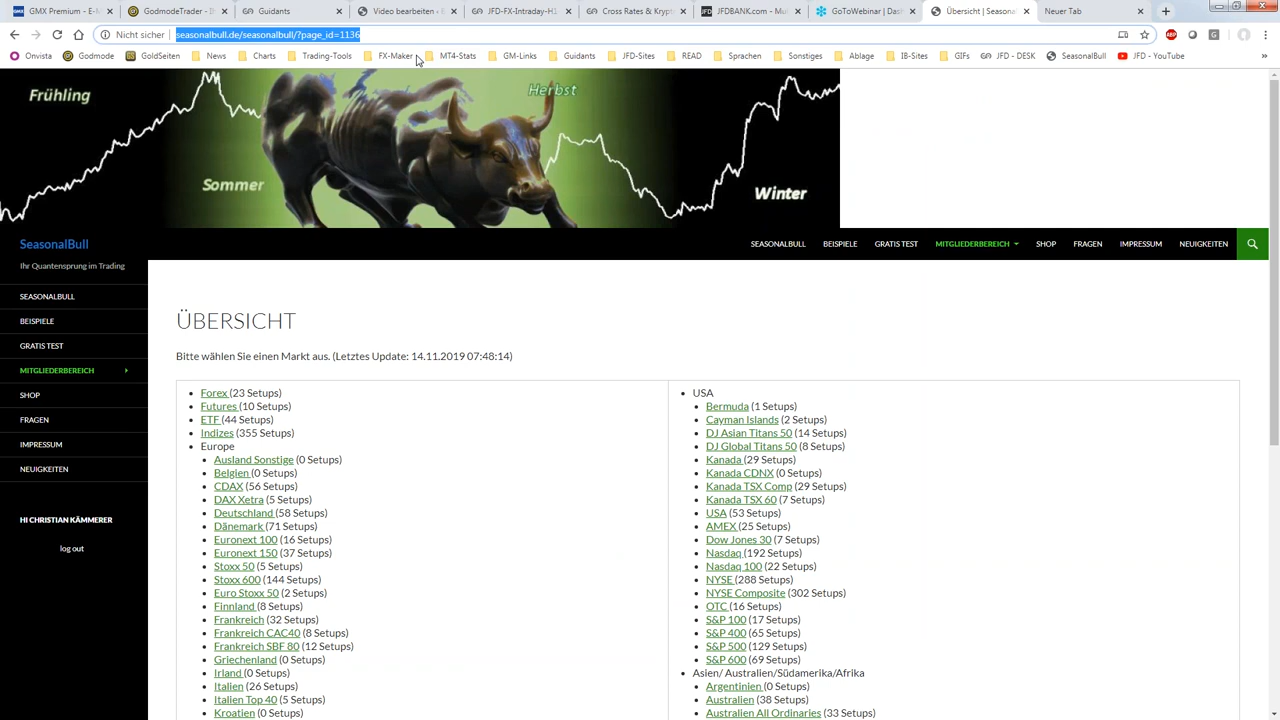 GMX Premium - E-M
GodmodeTrader - IH
Guidants
Video bearbeiten - 
JFD-FX-Intraday-H1
Cross Rates & Krypt
JFDBANK.com – Mu
GoToWebinar | Das
Übersicht | Seasona
Neuer Tab
Nicht sicher
seasonalbull.de/seasonalbull/?page_id=1136
Onvista
Godmode
GoldSeiten
News
Charts
Trading-Tools
FX-Maker
MT4-Stats
GM-Links
Guidants
JFD-Sites
READ
Sprachen
Sonstiges
Ablage
IB-Sites
GIFs
JFD - DESK
SeasonalBull
JFD - YouTube
Frühling
Herbst
Sommer
Winter
SeasonalBull
Ihr Quantensprung im Trading
SEASONALBULL
BEISPIELE
GRATIS TEST
MITGLIEDERBEREICH
SHOP
FRAGEN
IMPRESSUM
NEUIGKEITEN
SEASONALBULL
BEISPIELE
GRATIS TEST
MITGLIEDERBEREICH
SHOP
FRAGEN
IMPRESSUM
NEUIGKEITEN
HI CHRISTIAN KÄMMERER
log out
ÜBERSICHT
Bitte wählen Sie einen Markt aus. (Letztes Update: 14.11.2019 07:48:14)
Forex (23 Setups)
Futures (10 Setups)
ETF (44 Setups)
Indizes (355 Setups)
Europe
Ausland Sonstige (0 Setups)
Belgien (0 Setups)
CDAX (56 Setups)
DAX Xetra (5 Setups)
Deutschland (58 Setups)
Dänemark (71 Setups)
Euronext 100 (16 Setups)
Euronext 150 (37 Setups)
Stoxx 50 (5 Setups)
Stoxx 600 (144 Setups)
Euro Stoxx 50 (2 Setups)
Finnland (8 Setups)
Frankreich (32 Setups)
Frankreich CAC40 (8 Setups)
Frankreich SBF 80 (12 Setups)
Griechenland (0 Setups)
Irland (0 Setups)
Italien (26 Setups)
Italien Top 40 (5 Setups)
Kroatien (0 Setups)
USA
Bermuda (1 Setups)
Cayman Islands (2 Setups)
DJ Asian Titans 50 (14 Setups)
DJ Global Titans 50 (8 Setups)
Kanada (29 Setups)
Kanada CDNX (0 Setups)
Kanada TSX Comp (29 Setups)
Kanada TSX 60 (7 Setups)
USA (53 Setups)
AMEX (25 Setups)
Dow Jones 30 (7 Setups)
Nasdaq (192 Setups)
Nasdaq 100 (22 Setups)
NYSE (288 Setups)
NYSE Composite (302 Setups)
OTC (16 Setups)
S&P 100 (17 Setups)
S&P 400 (65 Setups)
S&P 500 (129 Setups)
S&P 600 (69 Setups)
Asien/ Australien/Südamerika/Afrika
Argentinien (0 Setups)
Australien (38 Setups)
Australien All Ordinaries (33 Setups)